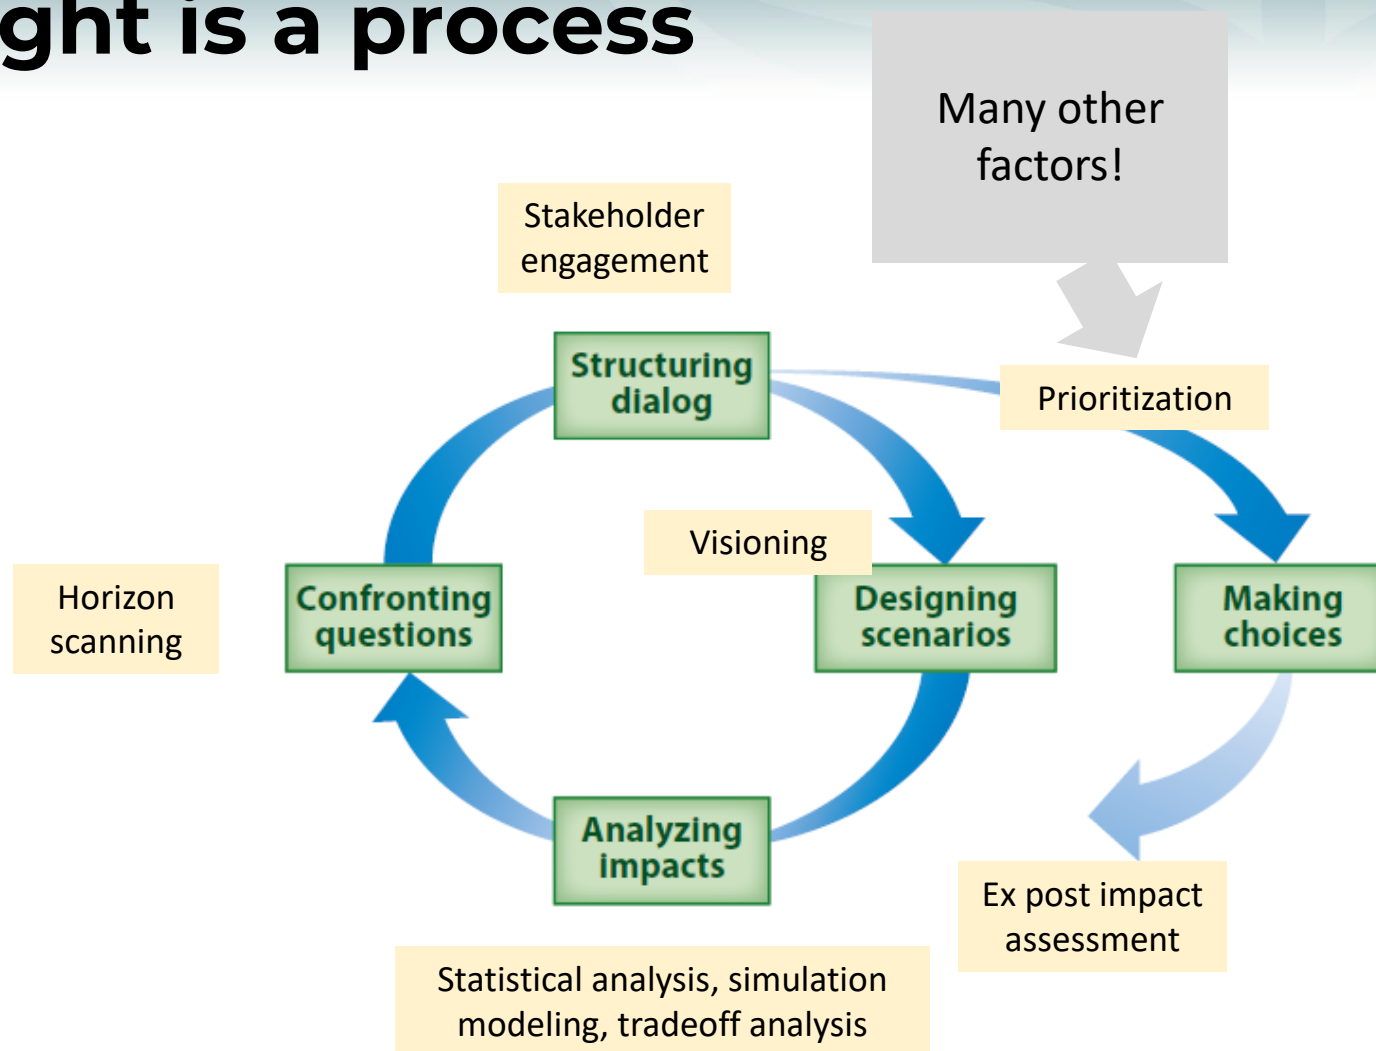 ght is a process
Many other
factors!
Stakeholder
engagement
Structuring
dialog
Prioritization
Visioning
Horizon
scanning
Confronting
questions
Designing
scenarios
Making
choices
Analyzing
impacts
Ex post impact
assessment
Statistical analysis, simulation
modeling, tradeoff analysis